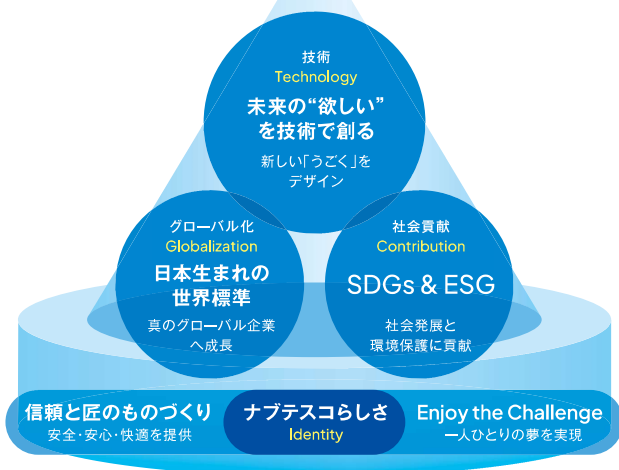 技術
Technology
未来の“欲しい”
を技術で創る
新しい「うごく」を
デザイン
グローバル化
Globalization
日本生まれの
世界標準
真のグローバル企業
へ成長
社会貢献
Contribution
SDGs & ESG
社会発展と
環境保護に貢献
信頼と匠のものづくり
安全・安心・快適を提供
ナブテスコらしさ
Identity
Enjoy the Challenge
一人ひとりの夢を実現